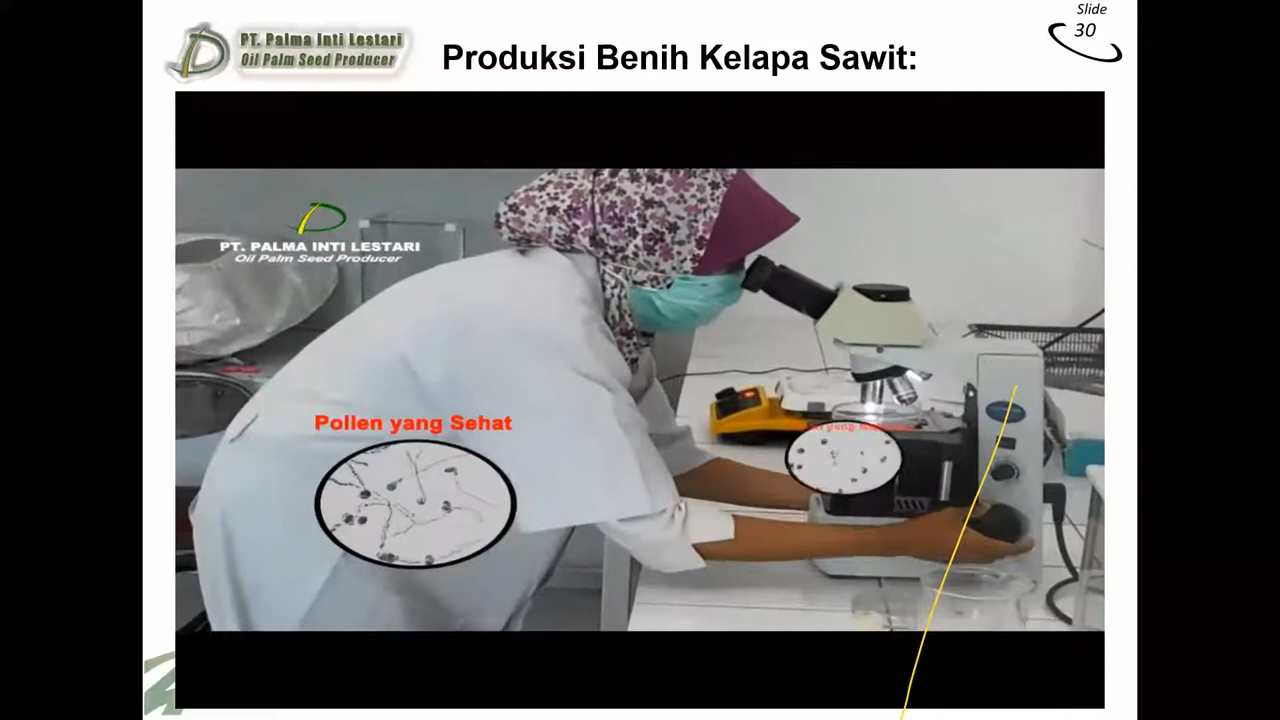 PT. Palma Inti Lestari
Oil Palm Seed Producer
Produksi Benih Kelapa Sawit:
Slide
30
PT. PALMA INTI LESTARI
Oil Palm Seed Producer
Pollen yang Sehat
yang